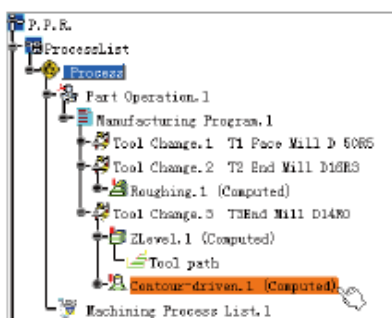 P.P.R.
ProcessList
Process
Part Operation.1
Manufacturing Program.1
Tool Change.1 T1 Face Mill D 50R5
Tool Change.2 T2 End Mill D16R3
Roughing.1 (Computed)
Tool Change.3 T3End Mill D14R0
ZLevel.1 (Computed)
Tool path
Contour-driven.1 (Computed)
Machining Process List.1